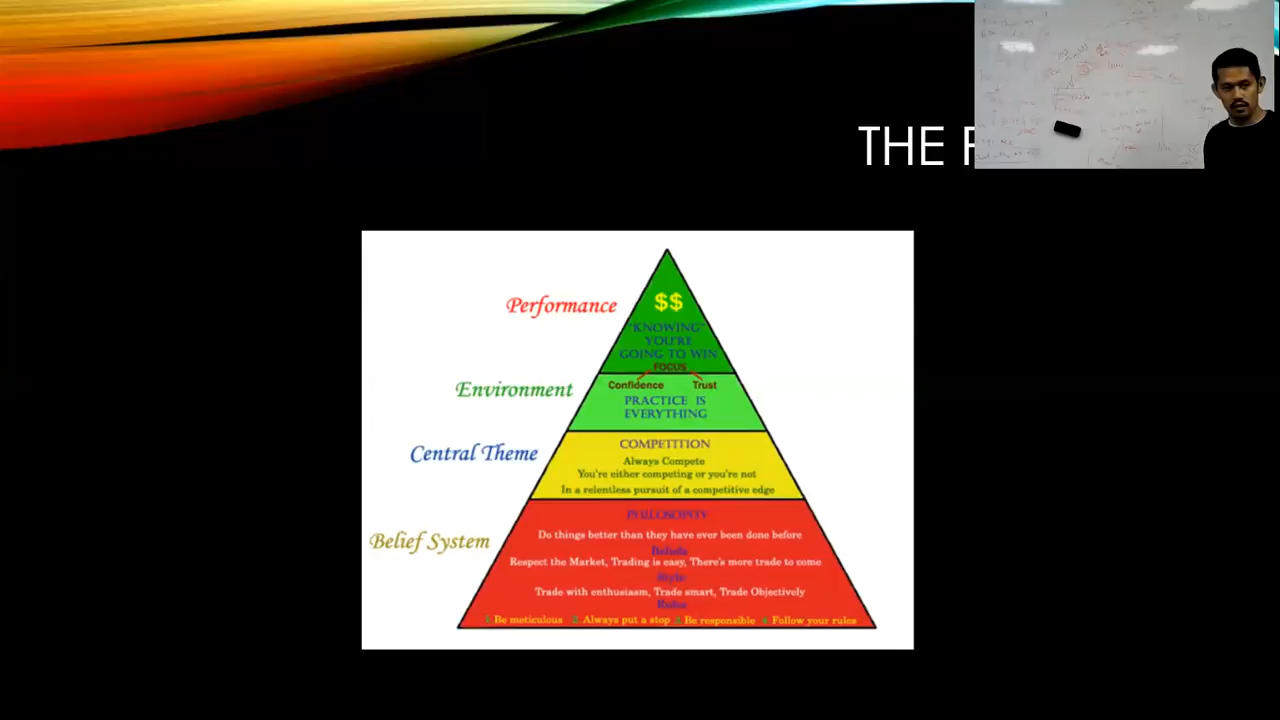 THE
Performance
$$
"KNOWING"
YOU'RE
GOING TO WIN
FOCUS
Environment
Confidence Trust
PRACTICE IS
EVERYTHING
Central Theme
COMPETITION
Always Compete
You're either competing or you're not
In a relentless pursuit of a competitive edge
Belief System
PHILOSOPHY
Do things better than they have ever been done before
Beliefs
Respect the Market, Trading is easy, There's more trade to come
Style
Trade with enthusiasm, Trade smart, Trade Objectively
Rules
1. Be meticulous 2. Always put a stop 3. Be responsible 4. Follow your rules